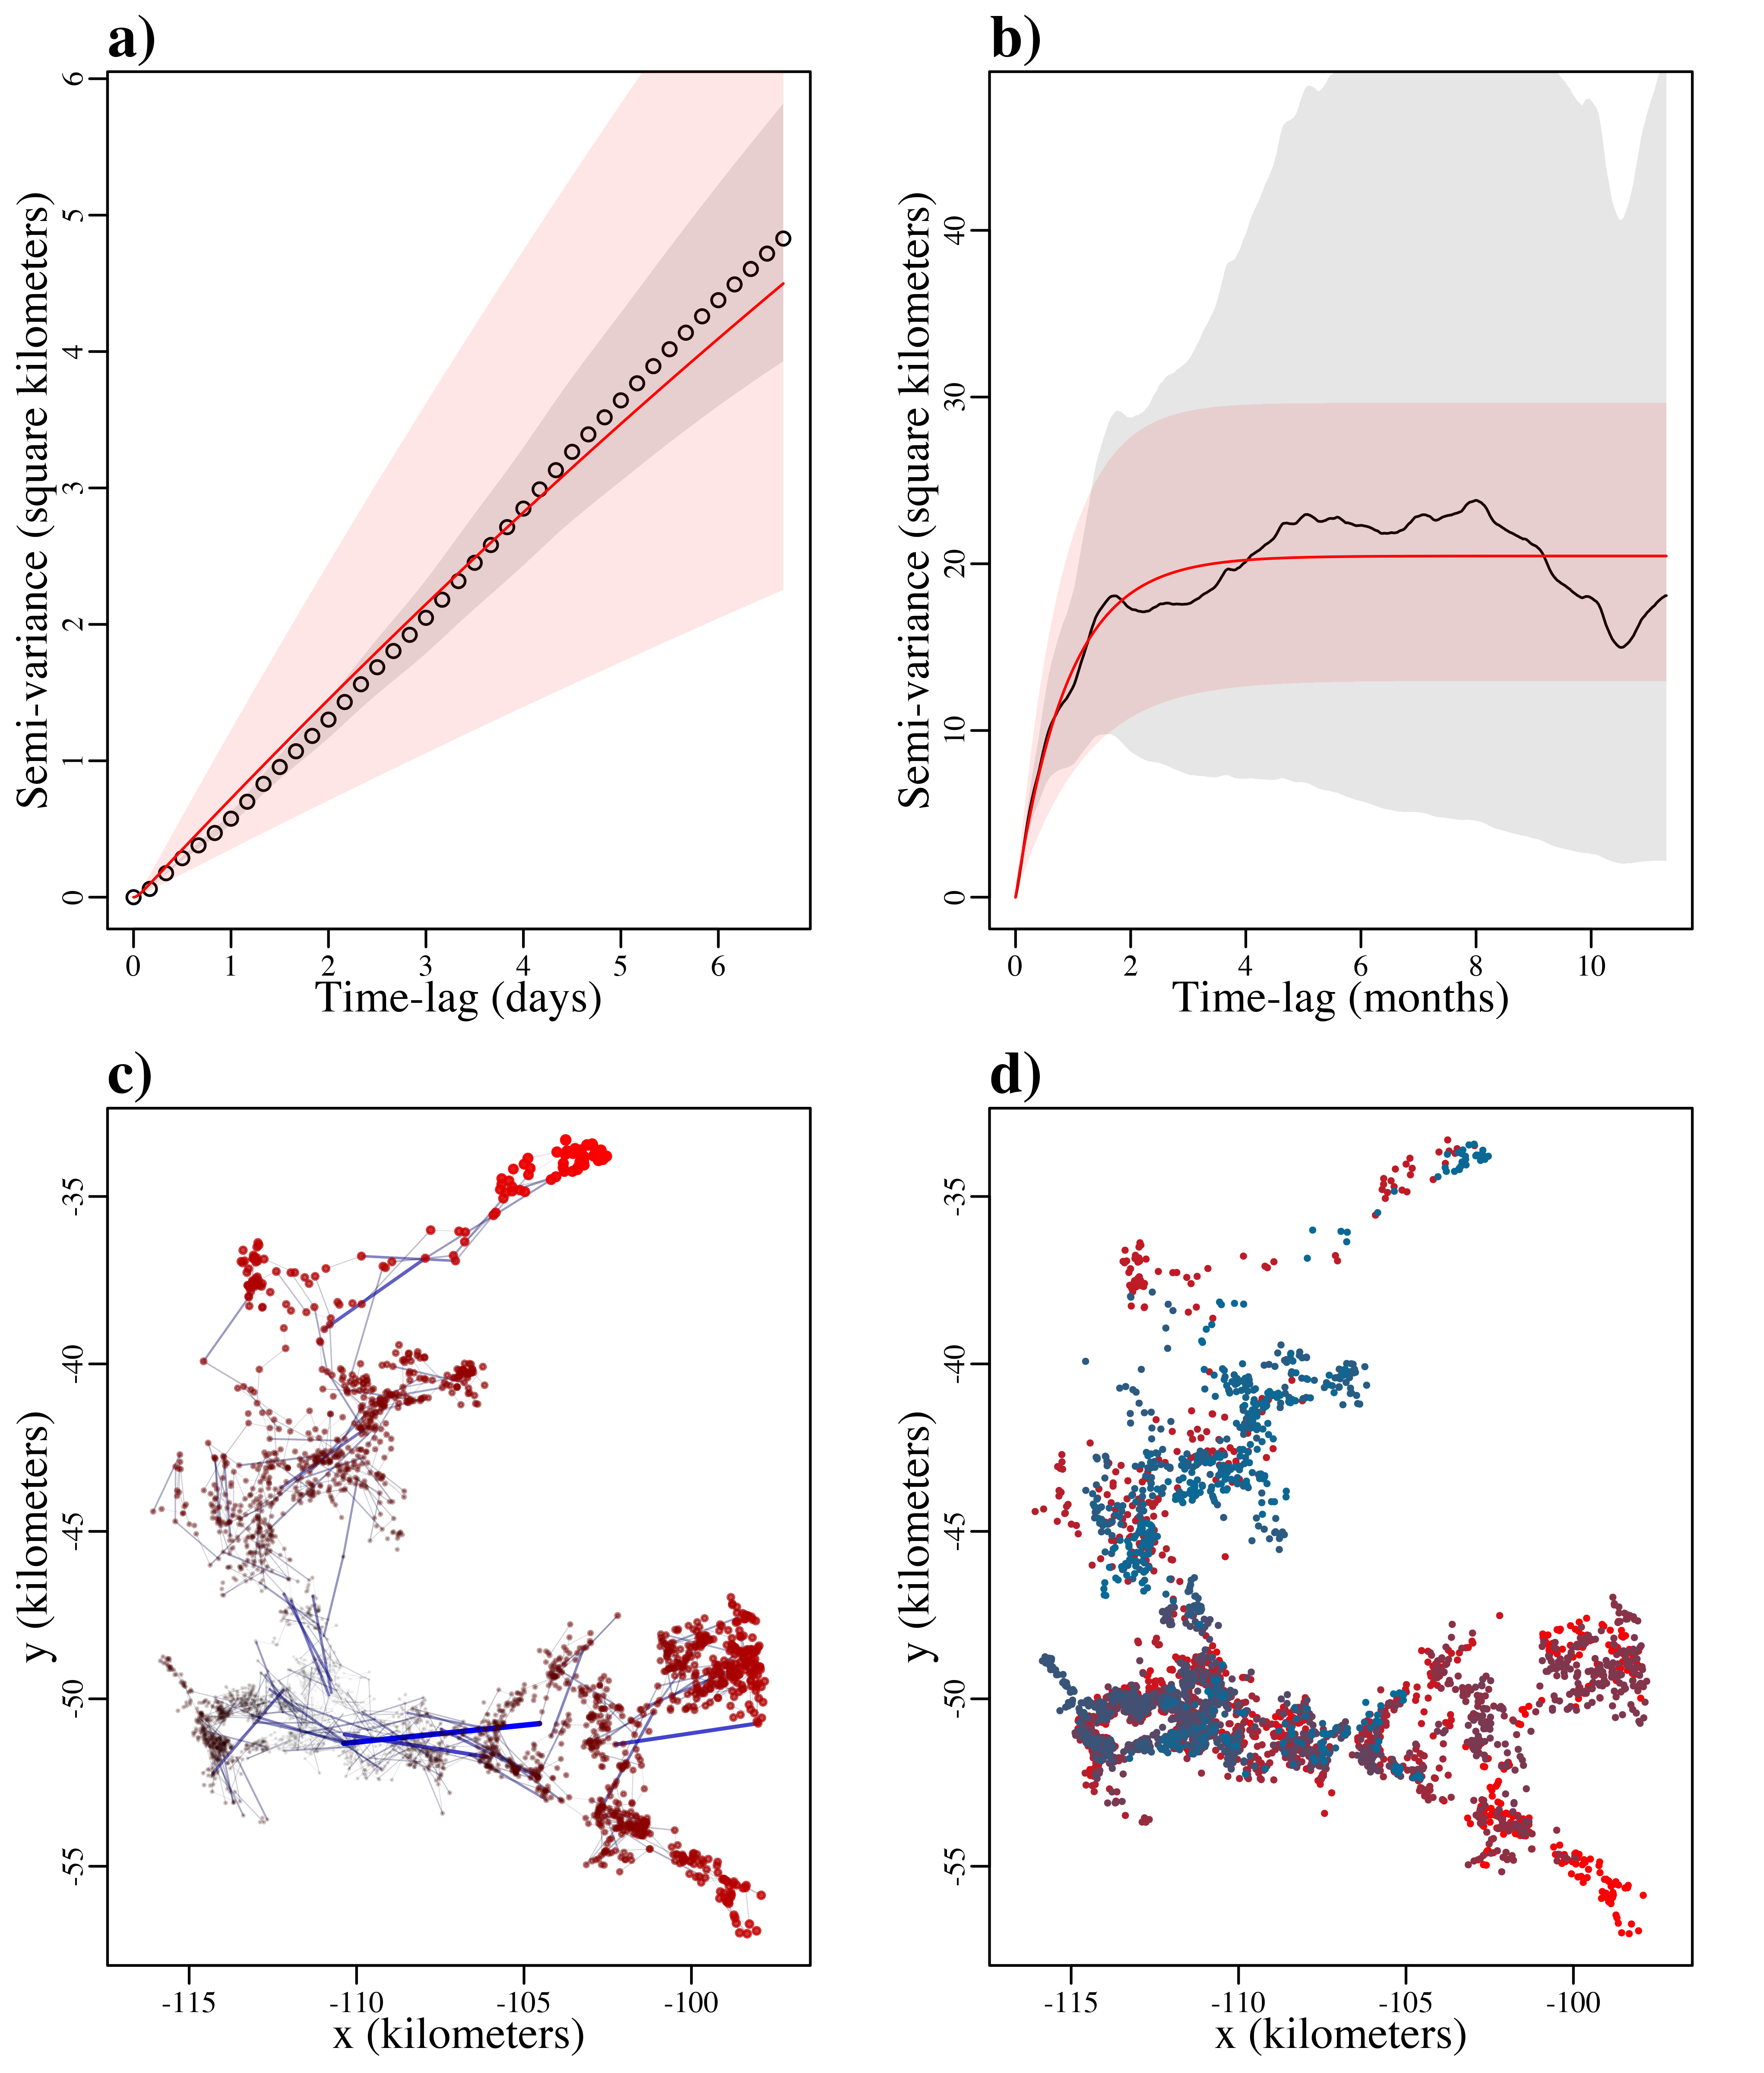 a)
Semi-variance (square kilometers)
0 1 2 3 4 5 6
0 1 2 3 4 5 6
Time-lag (days)
b)
Semi-variance (square kilometers)
0 10 20 30 40
0 2 4 6 8 10
Time-lag (months)
c)
y (kilometers)
-55 -50 -45 -40 -35
-115 -110 -105 -100
x (kilometers)
d)
y (kilometers)
-55 -50 -45 -40 -35
-115 -110 -105 -100
x (kilometers)